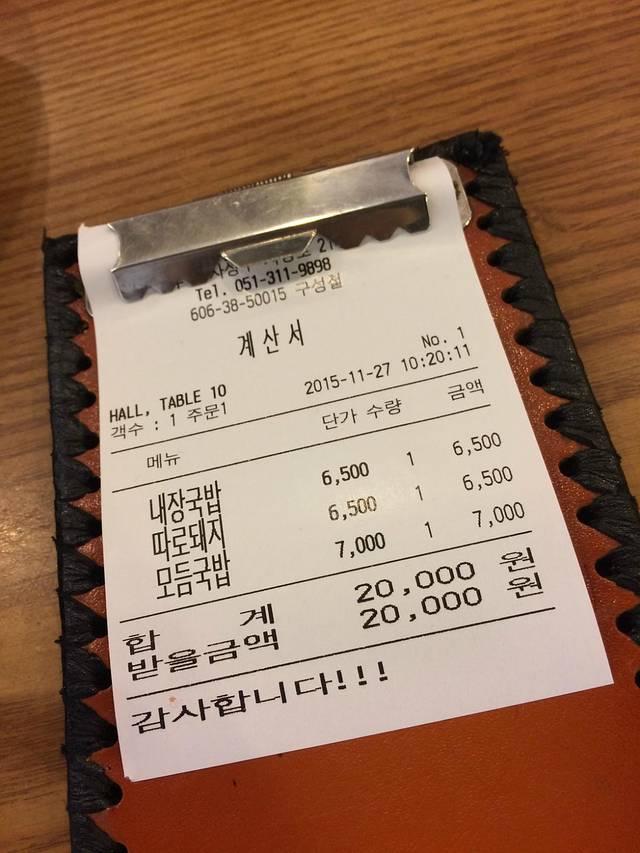 21
Tel. 051-311-9898
606-38-50015 구성철
계산서
No. 1
HALL, TABLE 10 2015-11-27 10:20:11
객수 : 1 주문1
메뉴 단가 수량 금액
내장국밥 6,500 1 6,500
따로돼지 6,500 1 6,500
모듬국밥 7,000 1 7,000
합 계 20,000 원
받을금액 20,000 원
감사합니다!!!